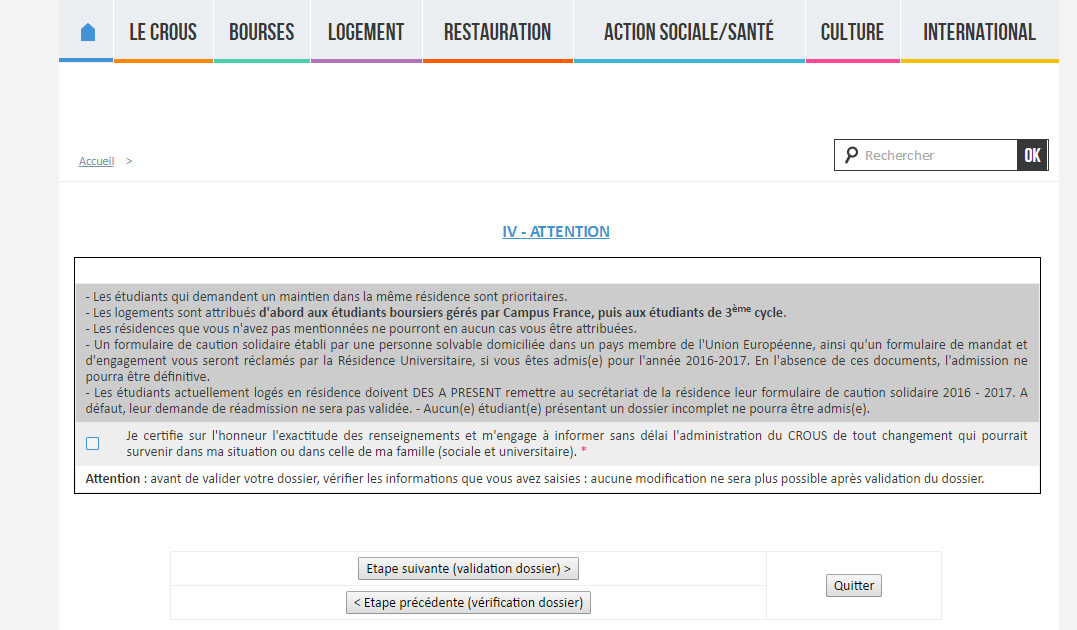 LE CROUS
BOURSES
LOGEMENT
RESTAURATION
ACTION SOCIALE/SANTÉ
CULTURE
INTERNATIONAL
Accueil >
Rechercher
OK
IV - ATTENTION
- Les étudiants qui demandent un maintien dans la même résidence sont prioritaires.
- Les logements sont attribués d'abord aux étudiants boursiers gérés par Campus France, puis aux étudiants de 3ème cycle.
- Les résidences que vous n'avez pas mentionnées ne pourront en aucun cas vous être attribuées.
- Un formulaire de caution solidaire établi par une personne solvable domiciliée dans un pays membre de l'Union Européenne, ainsi qu'un formulaire de mandat et
d'engagement vous seront réclamés par la Résidence Universitaire, si vous êtes admis(e) pour l'année 2016-2017. En l'absence de ces documents, l'admission ne
pourra être définitive.
- Les étudiants actuellement logés en résidence doivent DES A PRESENT remettre au secrétariat de la résidence leur formulaire de caution solidaire 2016 - 2017. A
défaut, leur demande de réadmission ne sera pas validée. - Aucun(e) étudiant(e) présentant un dossier incomplet ne pourra être admis(e).
Je certifie sur l'honneur l'exactitude des renseignements et m'engage à informer sans délai l'administration du CROUS de tout changement qui pourrait
survenir dans ma situation ou dans celle de ma famille (sociale et universitaire). *
Attention : avant de valider votre dossier, vérifier les informations que vous avez saisies : aucune modification ne sera plus possible après validation du dossier.
Etape suivante (validation dossier) >
< Etape précédente (vérification dossier)
Quitter